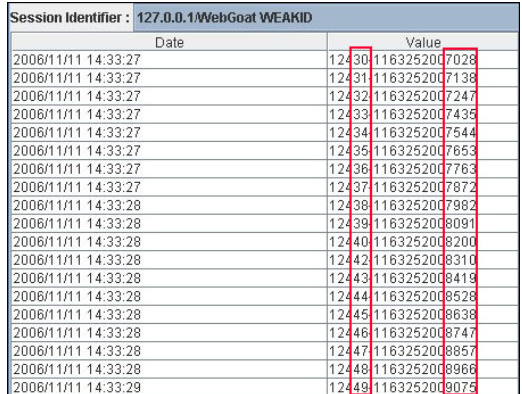 Session Identifier : 127.0.0.1/WebGoat WEAKID
Date Value
2006/11/11 14:33:27 12430-1163252007028
2006/11/11 14:33:27 12431-1163252007138
2006/11/11 14:33:27 12432-1163252007247
2006/11/11 14:33:27 12433-1163252007435
2006/11/11 14:33:27 12434-1163252007544
2006/11/11 14:33:27 12435-1163252007653
2006/11/11 14:33:27 12436-1163252007763
2006/11/11 14:33:27 12437-1163252007872
2006/11/11 14:33:28 12438-1163252007982
2006/11/11 14:33:28 12439-1163252008091
2006/11/11 14:33:28 12440-1163252008200
2006/11/11 14:33:28 12442-1163252008310
2006/11/11 14:33:28 12443-1163252008419
2006/11/11 14:33:28 12444-1163252008528
2006/11/11 14:33:28 12445-1163252008638
2006/11/11 14:33:28 12446-1163252008747
2006/11/11 14:33:28 12447-1163252008857
2006/11/11 14:33:28 12448-1163252008966
2006/11/11 14:33:29 12449-1163252009075